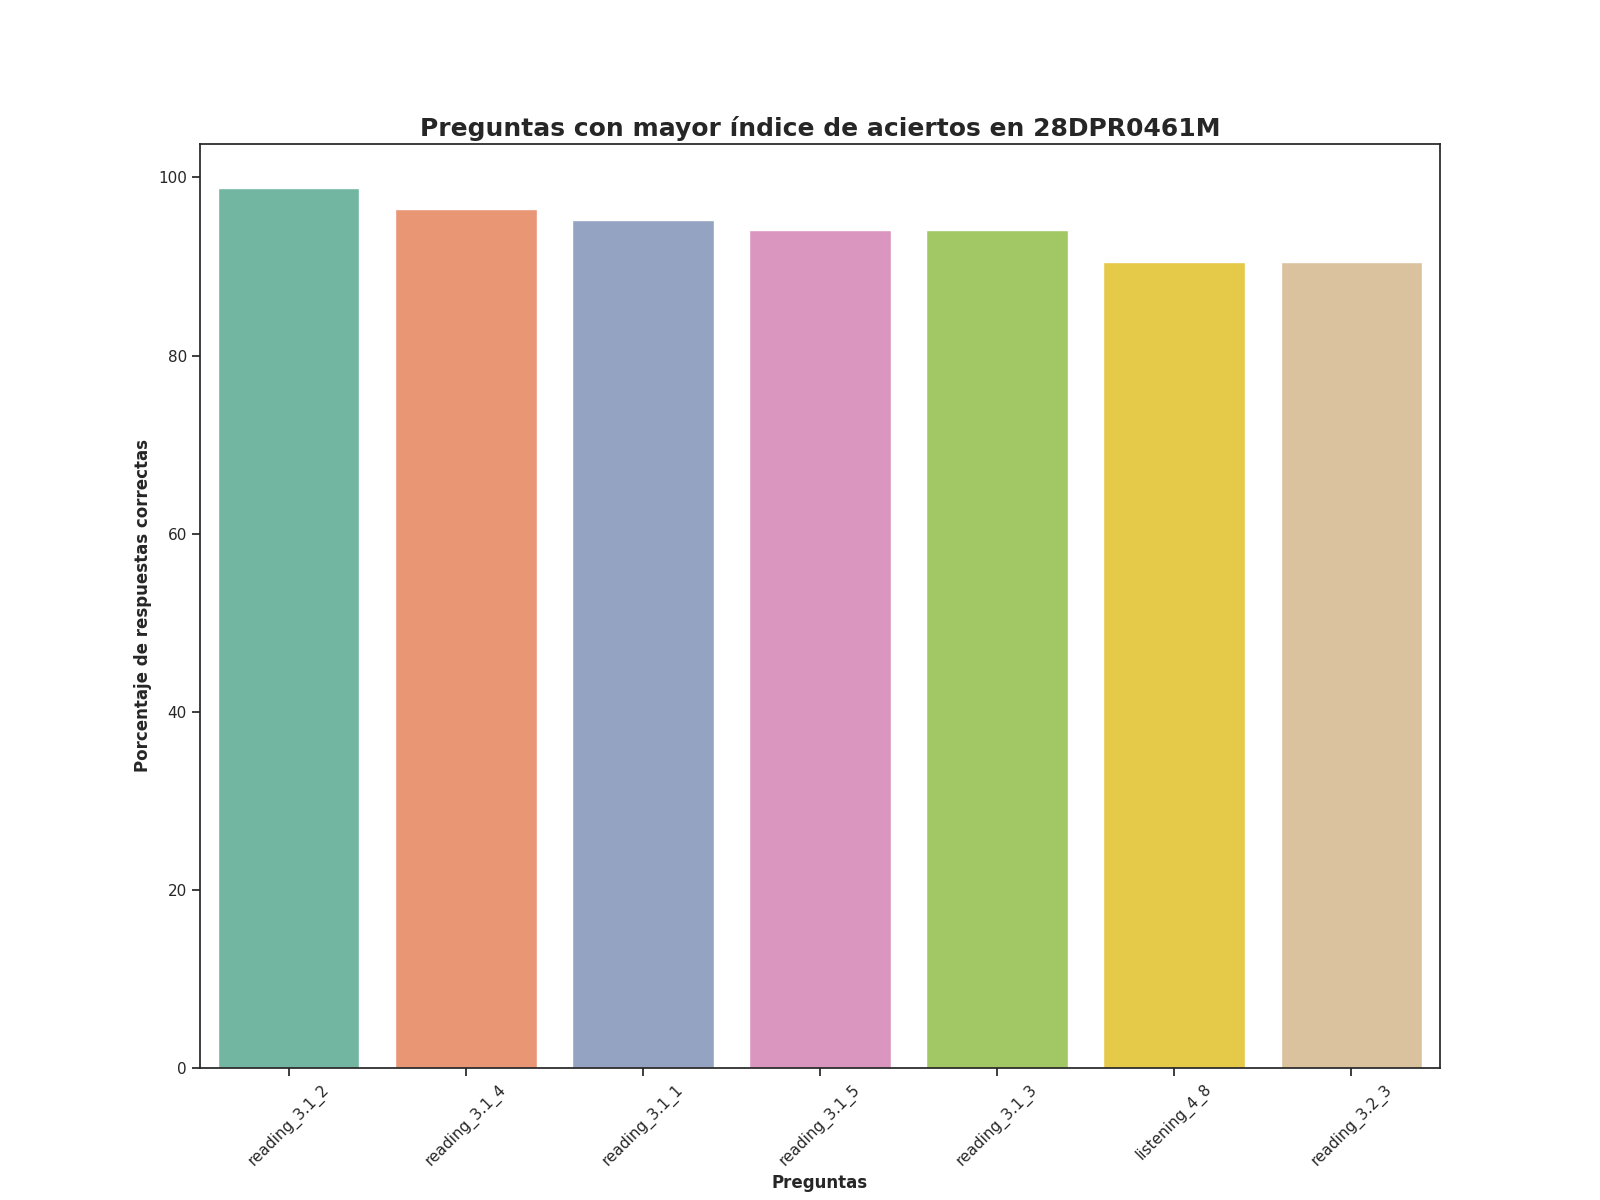 Preguntas con mayor índice de aciertos en 28DPR0461M
Porcentaje de respuestas correctas
100
80
60
40
20
0
reading_3.1_2
reading_3.1_4
reading_3.1_1
reading_3.1_5
reading_3.1_3
listening_4_8
reading_3.2_3
Preguntas